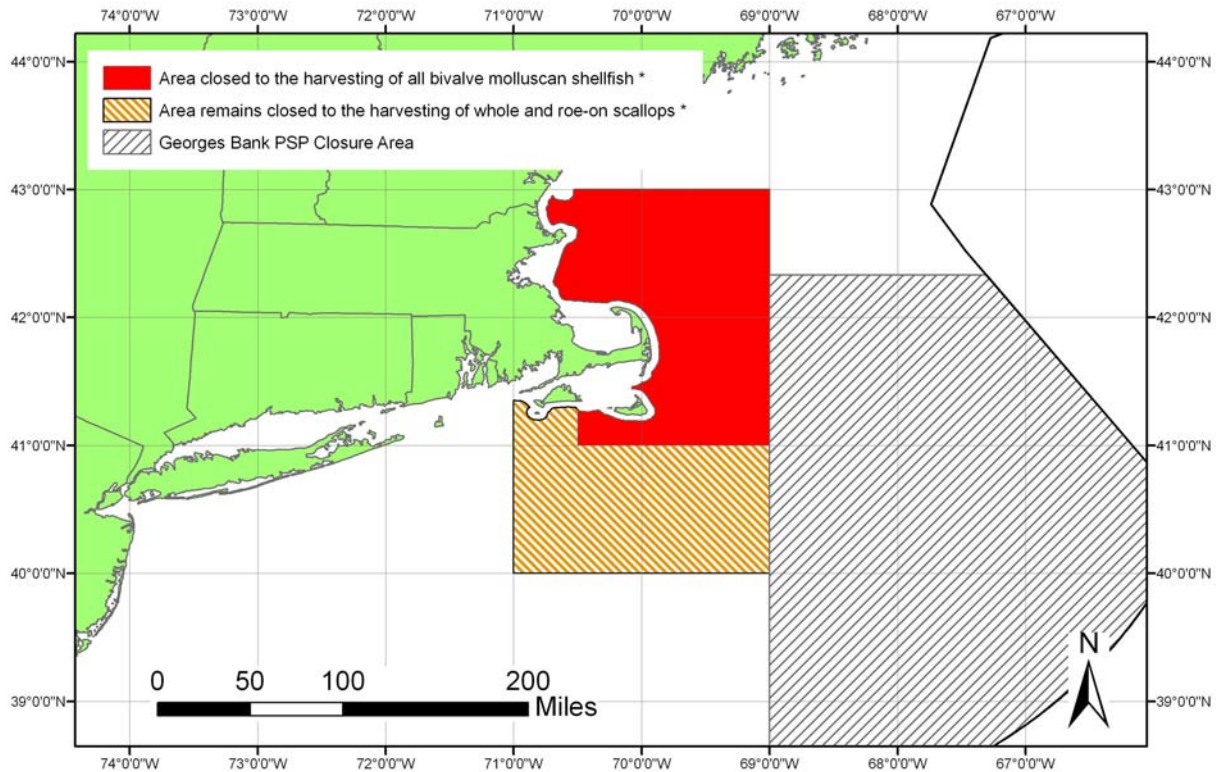 74°0'0"W 73°0'0"W 72°0'0"W 71°0'0"W 70°0'0"W 69°0'0"W 68°0'0"W 67°0'0"W
44°0'0"N 44°0'0"N
Area closed to the harvesting of all bivalve molluscan shellfish *
Area remains closed to the harvesting of whole and roe-on scallops *
Georges Bank PSP Closure Area
43°0'0"N 43°0'0"N
42°0'0"N 42°0'0"N
41°0'0"N 41°0'0"N
40°0'0"N 40°0'0"N
N
0 50 100 200
Miles
39°0'0"N 39°0'0"N
74°0'0"W 73°0'0"W 72°0'0"W 71°0'0"W 70°0'0"W 69°0'0"W 68°0'0"W 67°0'0"W